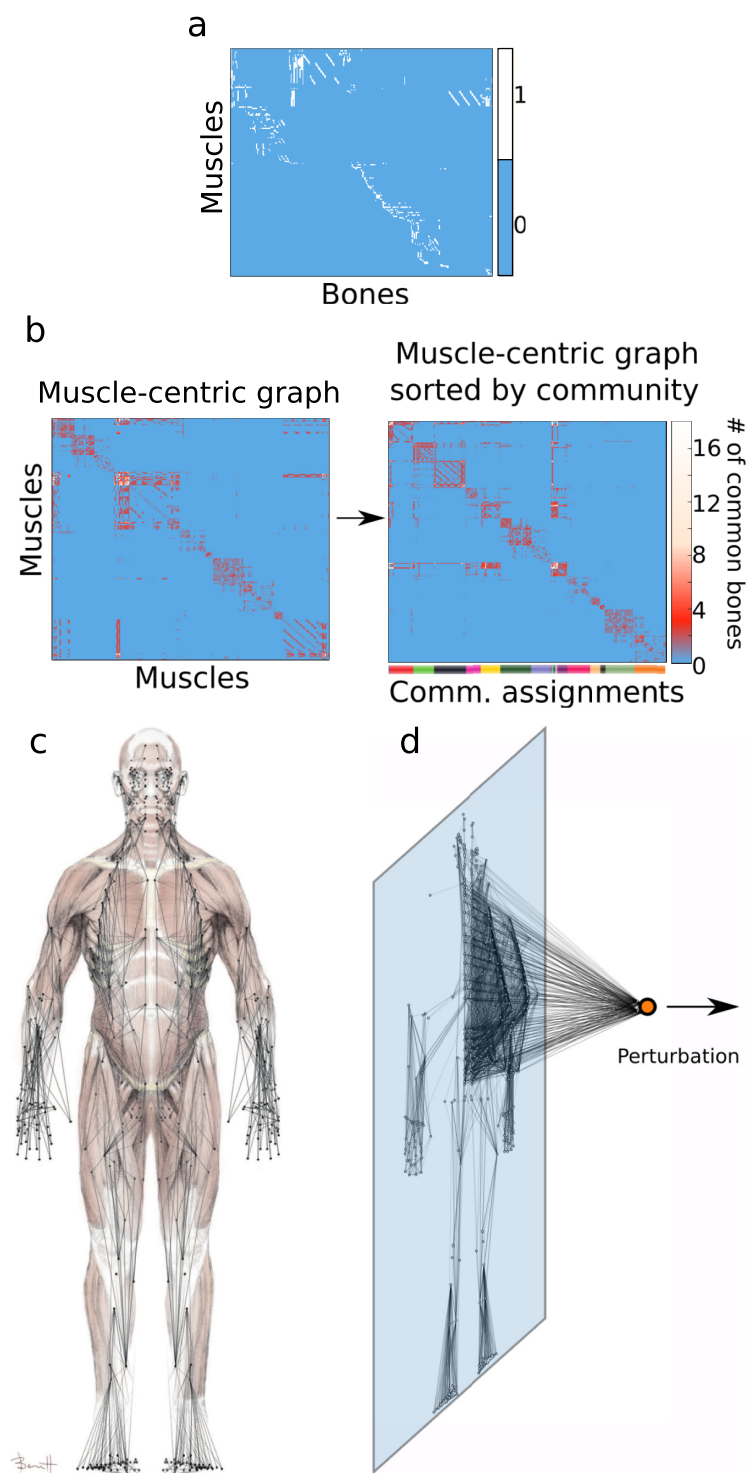 a
Muscles
1
0
Bones
b
Muscle-centric graph
Muscle-centric graph
sorted by community
Muscles
Muscles
16
12
8
4
0
# of common bones
Comm. assignments
c
d
Perturbation